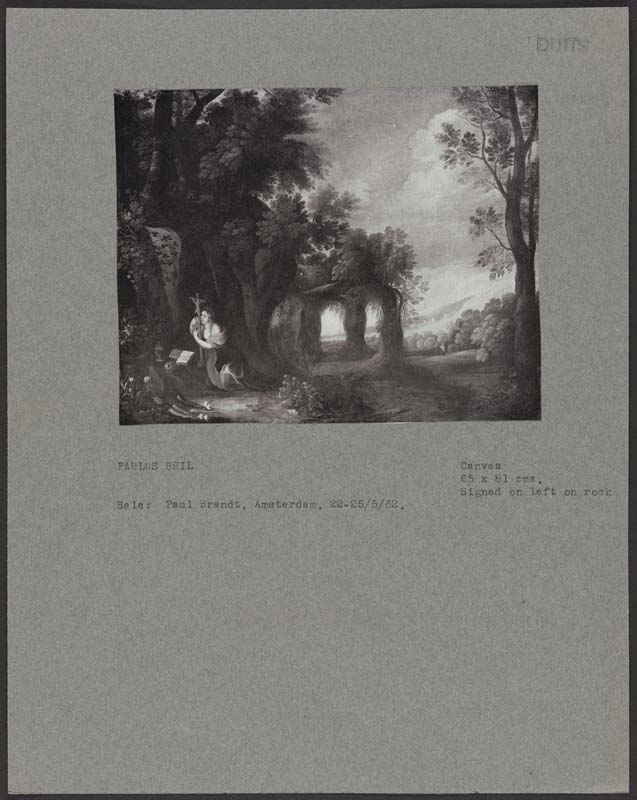 DUITS
PAULUS BRIL
Canvas
65 x 81 cms.
Signed on left on rock
Sale: Paul Brandt, Amsterdam, 22-25/5/62.